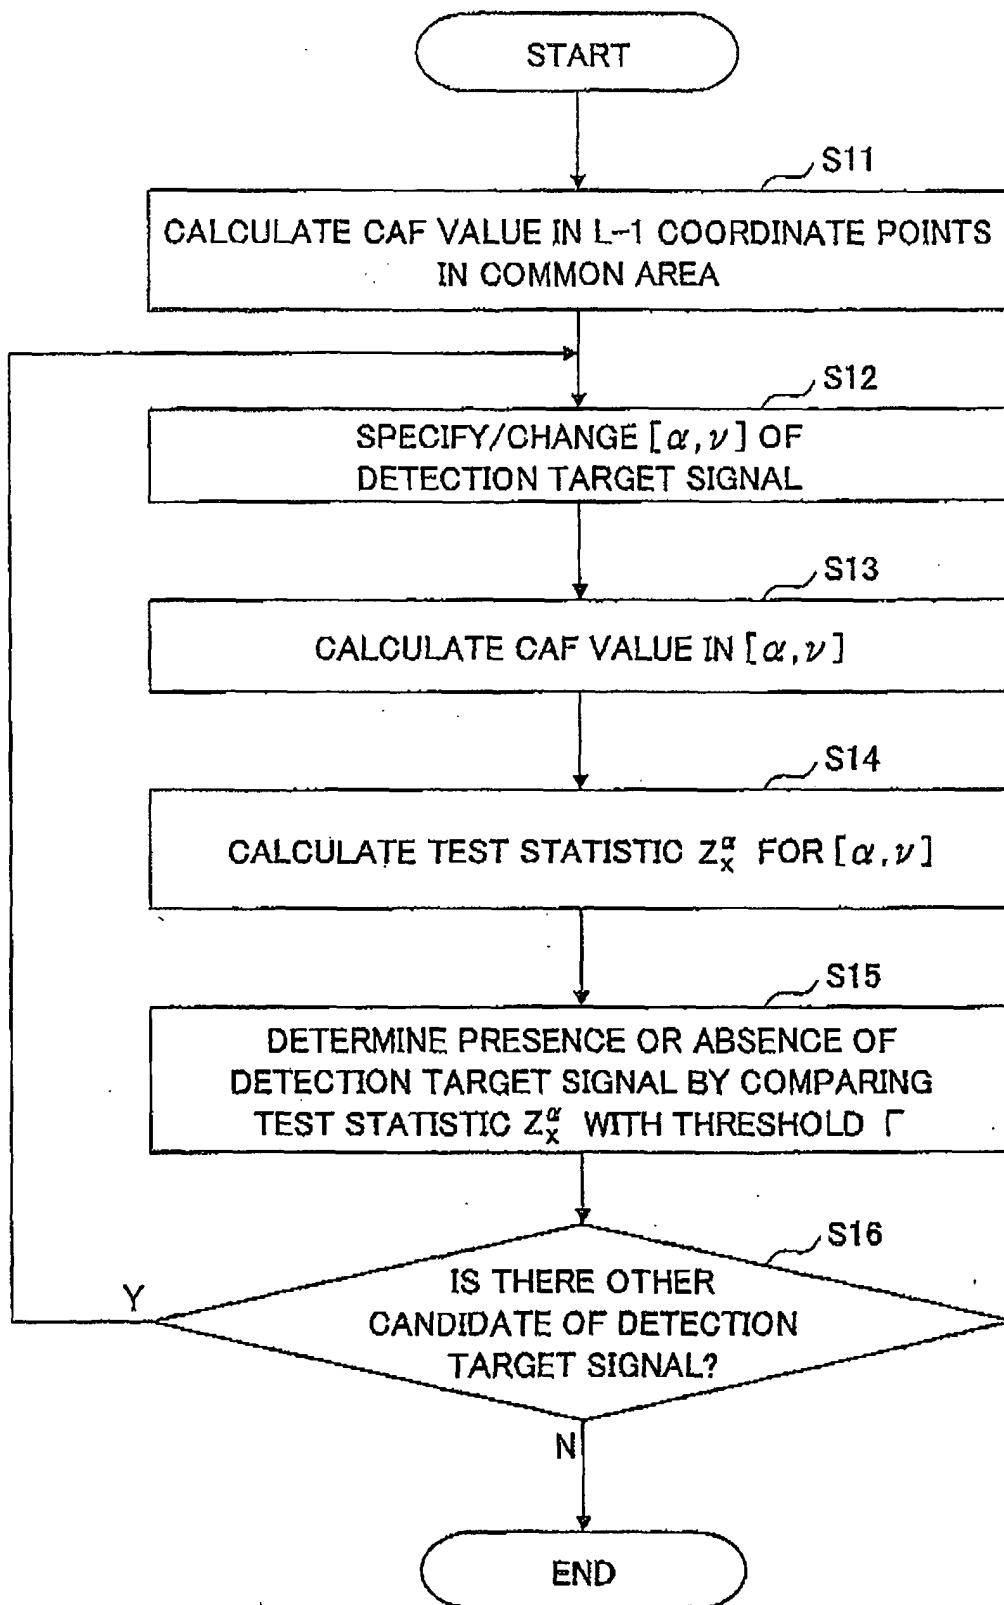 START
S11
CALCULATE CAF VALUE IN L-1 COORDINATE POINTS
IN COMMON AREA
S12
SPECIFY/CHANGE [α,ν] OF
DETECTION TARGET SIGNAL
S13
CALCULATE CAF VALUE IN [α,ν]
S14
CALCULATE TEST STATISTIC Z_x^α FOR [α,ν]
S15
DETERMINE PRESENCE OR ABSENCE OF
DETECTION TARGET SIGNAL BY COMPARING
TEST STATISTIC Z_x^α WITH THRESHOLD Γ
S16
Y
IS THERE OTHER
CANDIDATE OF DETECTION
TARGET SIGNAL?
N
END